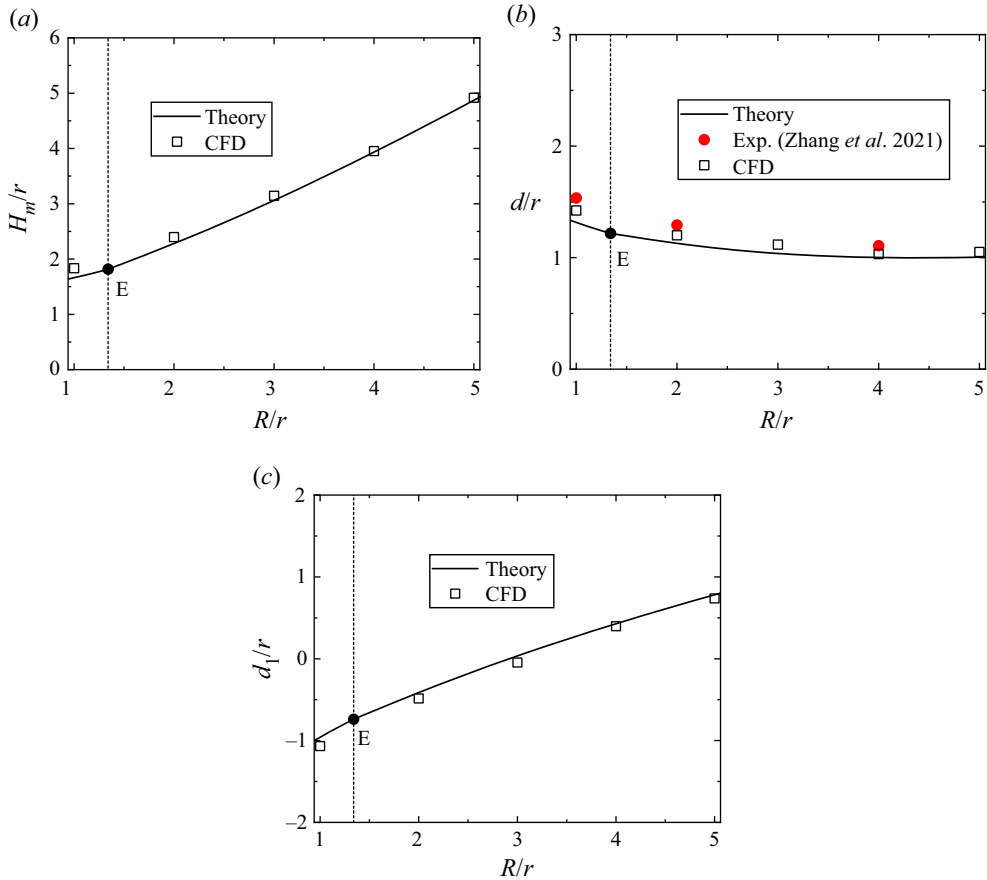 (a)
6
5
4
3
2
1
0
H_m/r
Theory
CFD
E
1 2 3 4 5
R/r
(b)
3
2
1
0
d/r
Theory
Exp. (Zhang et al. 2021)
CFD
E
1 2 3 4 5
R/r
(c)
2
1
0
–1
–2
d_1/r
Theory
CFD
E
1 2 3 4 5
R/r